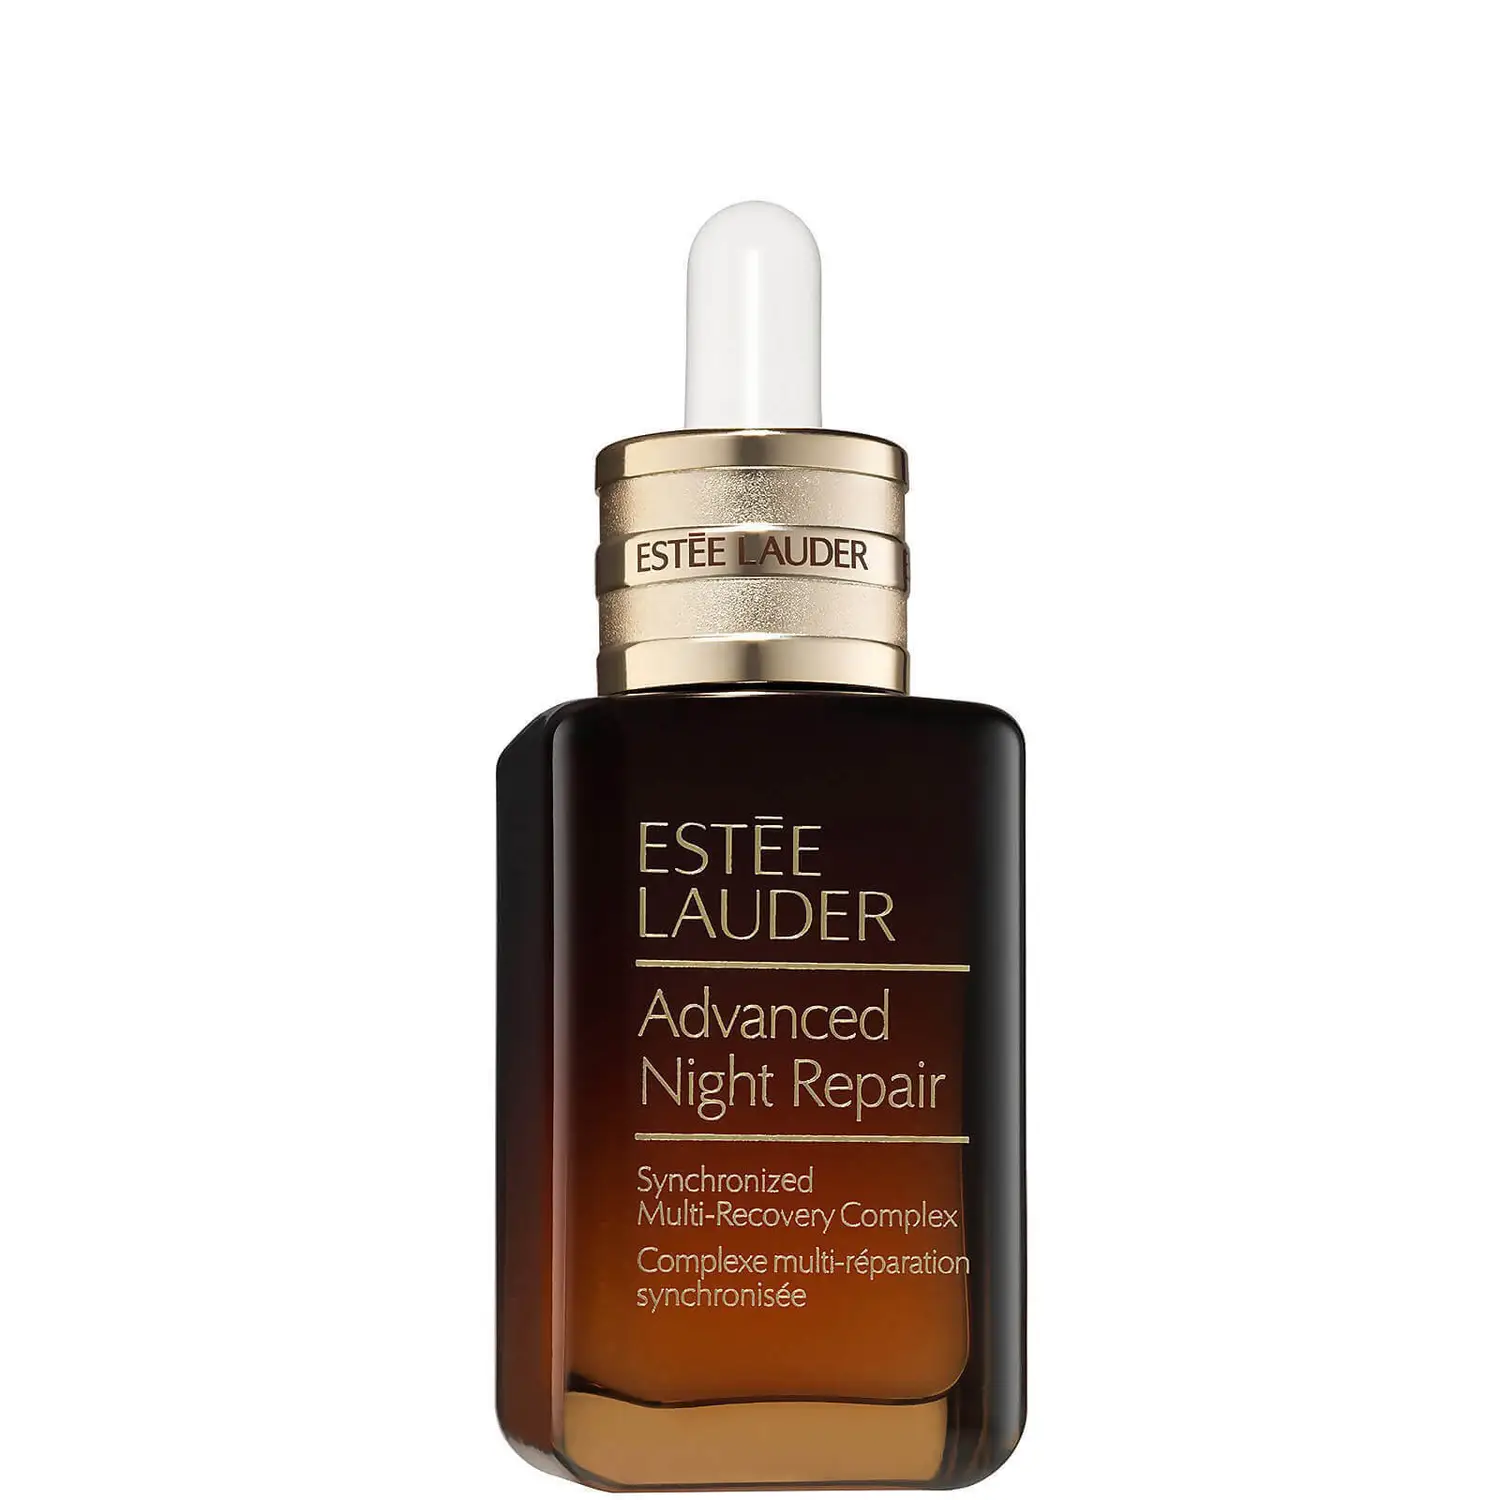 ESTĒE LAUDER
ESTĒE
LAUDER
Advanced
Night Repair
Synchronized
Multi-Recovery Complex
Complexe multi-réparation
synchronisée